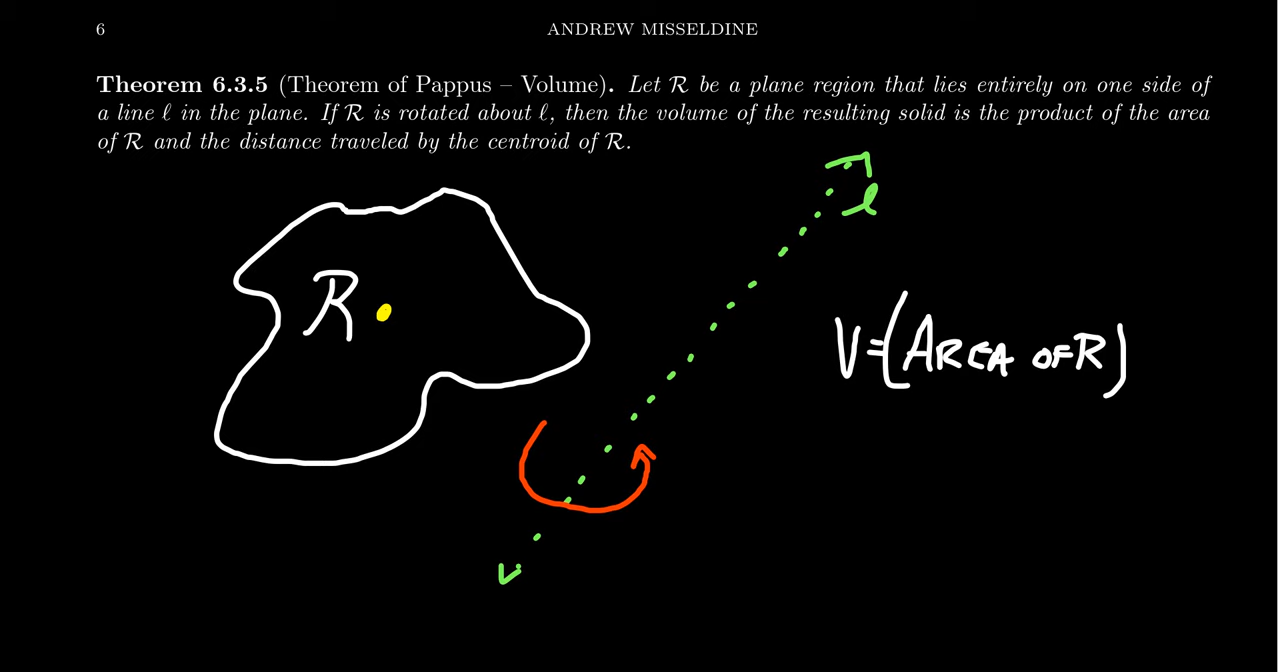 6
ANDREW MISSELDINE
Theorem 6.3.5 (Theorem of Pappus – Volume). Let ℛ be a plane region that lies entirely on one side of
a line ℓ in the plane. If ℛ is rotated about ℓ, then the volume of the resulting solid is the product of the area
of ℛ and the distance traveled by the centroid of ℛ.
ℓ
R
V=(AREA OF R)